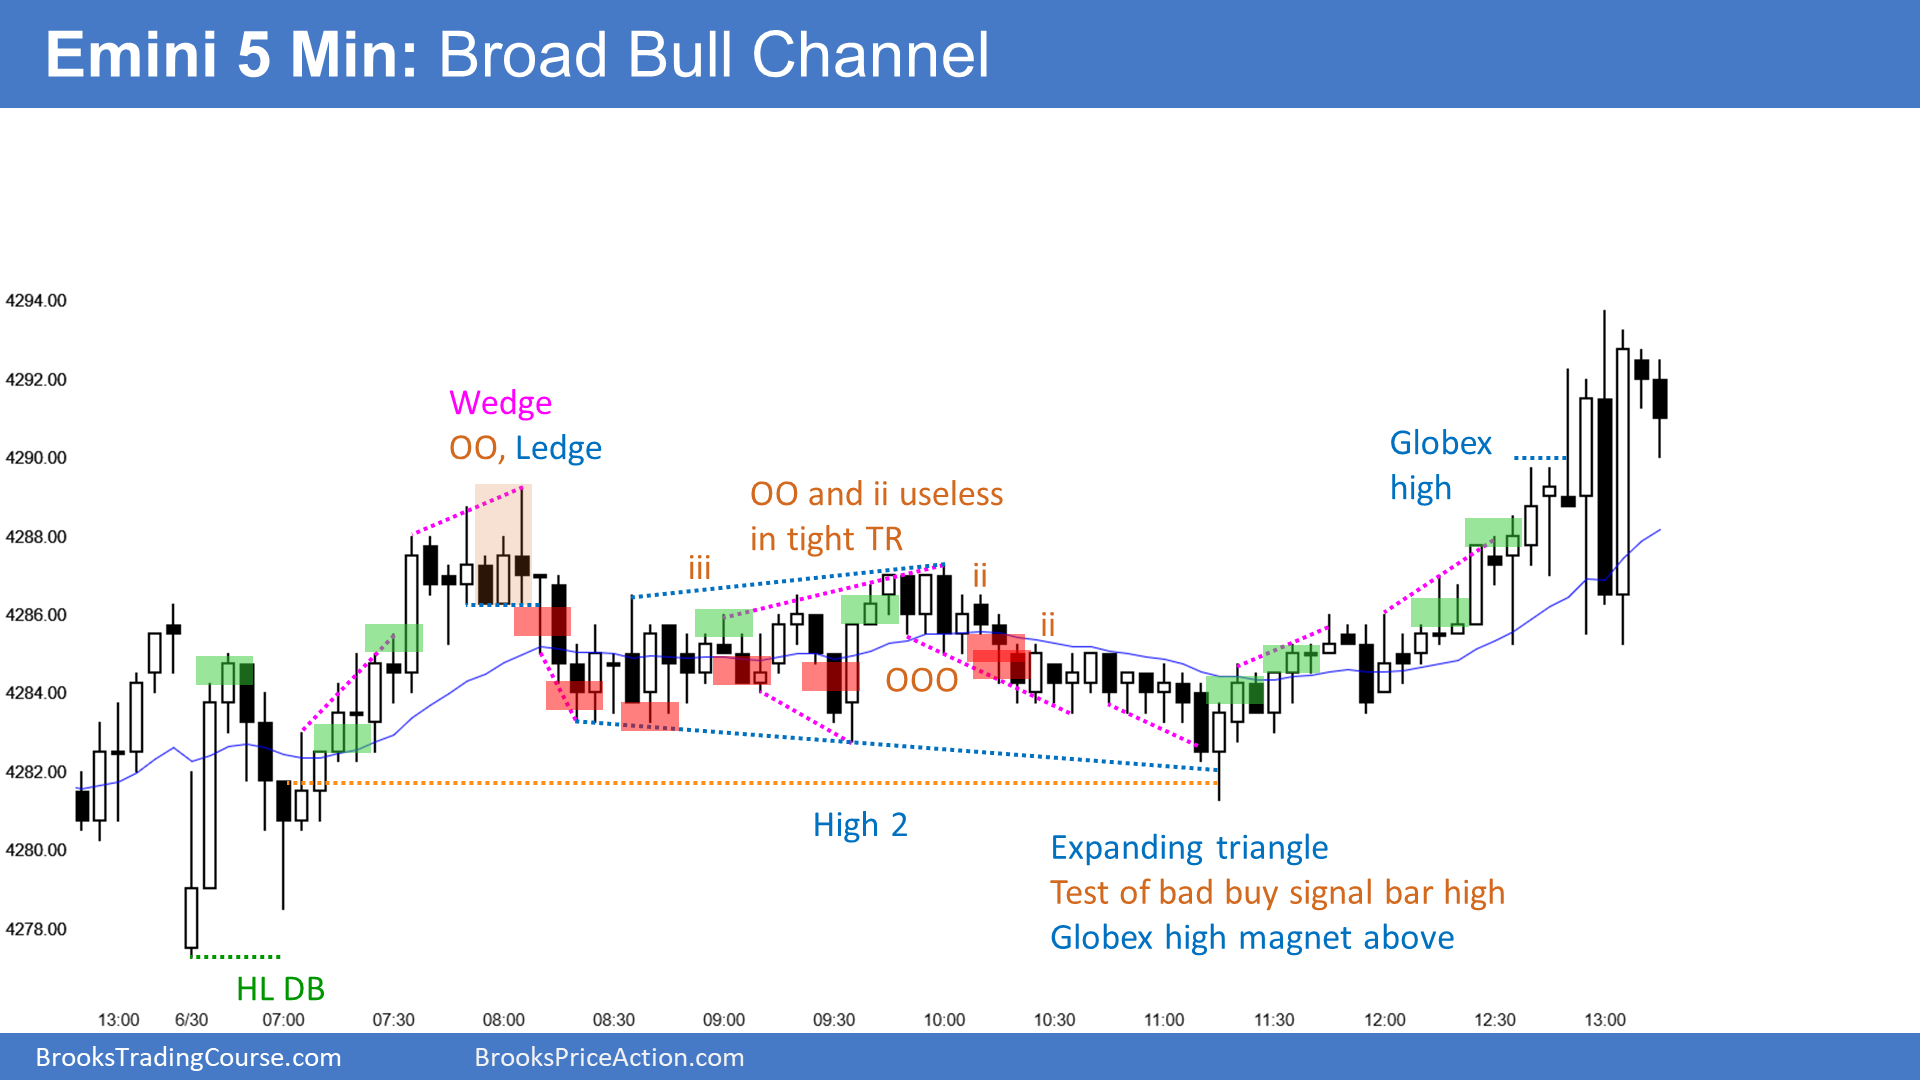 Emini 5 Min: Broad Bull Channel
4294.00
4292.00
4290.00
4288.00
4286.00
4284.00
4282.00
4280.00
4278.00
Wedge
OO, Ledge
iii
OO and ii useless
in tight TR
ii
ii
OOO
High 2
Globex
high
Expanding triangle
Test of bad buy signal bar high
Globex high magnet above
HL DB
13:00 6/30 07:00 07:30 08:00 08:30 09:00 09:30 10:00 10:30 11:00 11:30 12:00 12:30 13:00
BrooksTradingCourse.com BrooksPriceAction.com